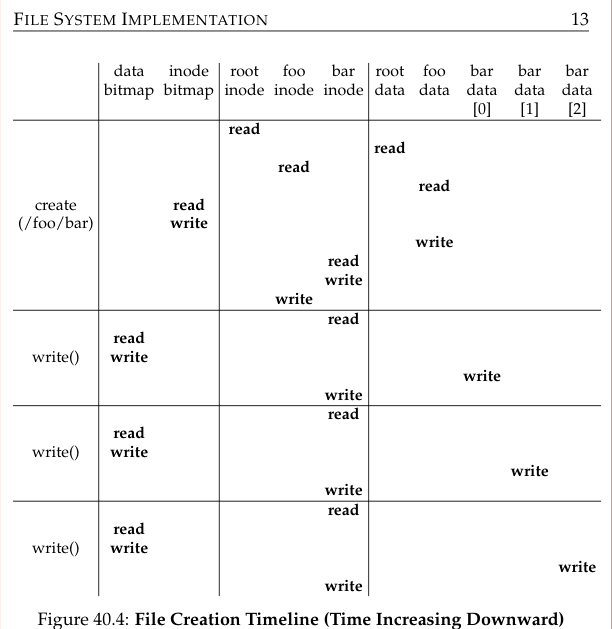 FILE SYSTEM IMPLEMENTATION 13
data inode root foo bar root foo bar bar bar
bitmap bitmap inode inode inode data data data data data
[0] [1] [2]
read
read
read
read
create read
(/foo/bar) write
write
read
write
write
read
read
write() write
write
write
read
read
write() write
write
write
read
read
write() write
write
write
Figure 40.4: File Creation Timeline (Time Increasing Downward)